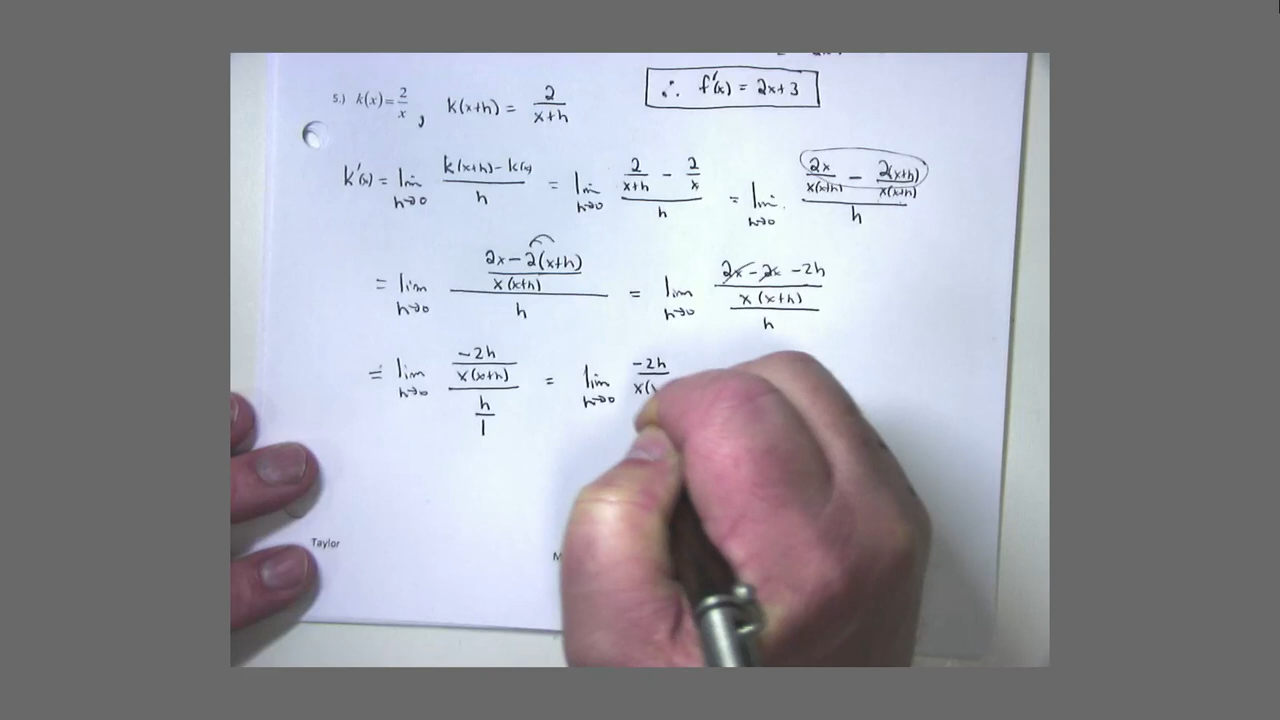 ∴ f'(x) = 2x+3
5.) k(x)=2/x , k(x+h) = 2/(x+h)
k'(x) = lim h→0 (k(x+h) - k(x))/h = lim h→0 (2/(x+h) - 2/x)/h = lim h→0 (2x/(x(x+h)) - 2(x+h)/(x(x+h)))/h
= lim h→0 ((2x - 2(x+h))/(x(x+h)))/h = lim h→0 ((2x - 2x - 2h)/(x(x+h)))/h
= lim h→0 (-2h/(x(x+h)))/(h/1) = lim h→0 -2h/x(
Taylor